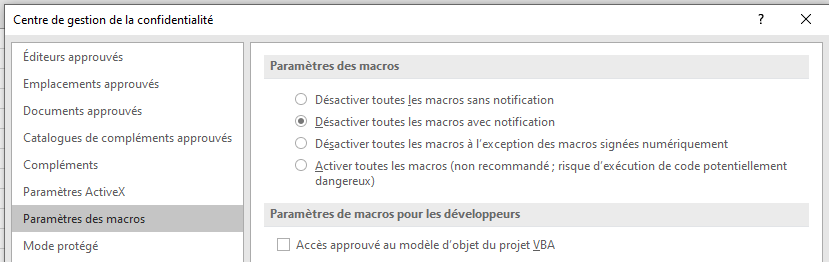 Centre de gestion de la confidentialité
?
Éditeurs approuvés
Emplacements approuvés
Documents approuvés
Catalogues de compléments approuvés
Compléments
Paramètres ActiveX
Paramètres des macros
Mode protégé
Paramètres des macros
Désactiver toutes les macros sans notification
Désactiver toutes les macros avec notification
Désactiver toutes les macros à l'exception des macros signées numériquement
Activer toutes les macros (non recommandé ; risque d'exécution de code potentiellement
dangereux)
Paramètres de macros pour les développeurs
Accès approuvé au modèle d'objet du projet VBA